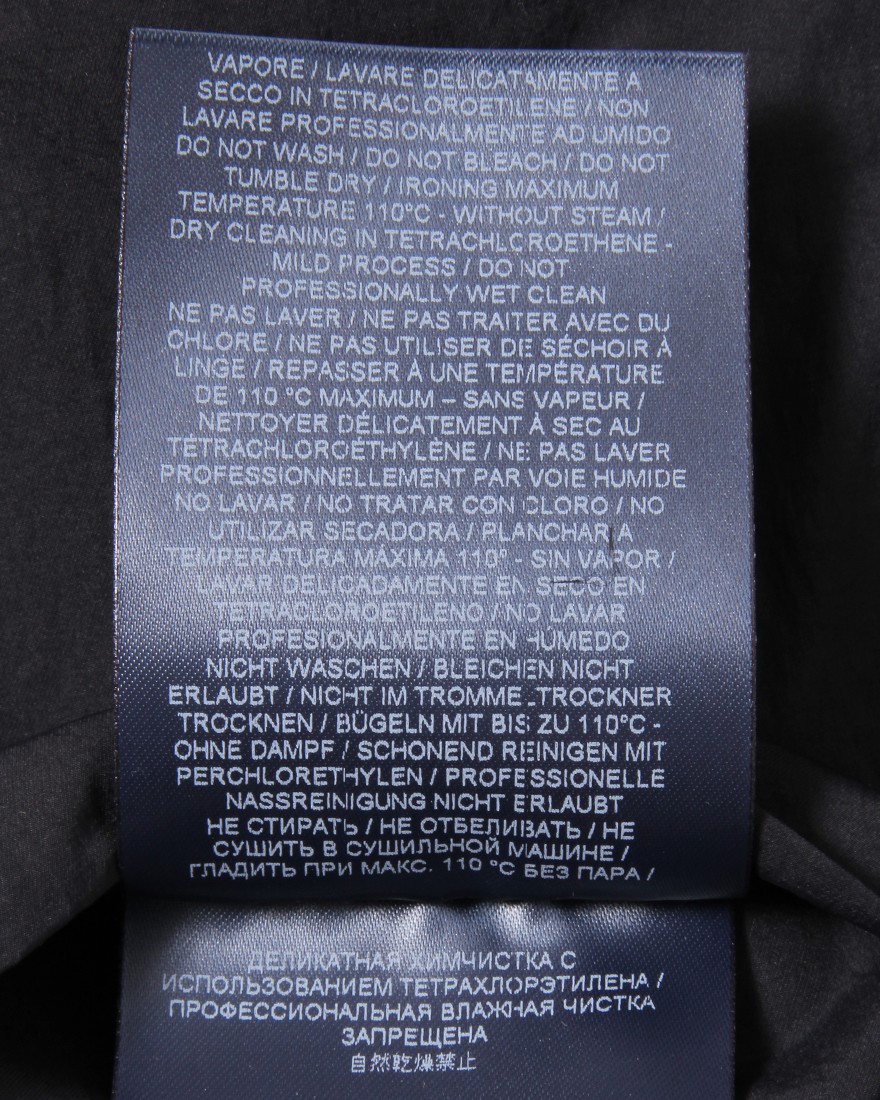 VAPORE / LAVARE DELICATAMENTE A
SECCO IN TETRACLOROETILENE / NON
LAVARE PROFESSIONALMENTE AD UMIDO
DO NOT WASH / DO NOT BLEACH / DO NOT
TUMBLE DRY / IRONING MAXIMUM
TEMPERATURE 110°C - WITHOUT STEAM /
DRY CLEANING IN TETRACHLOROETHENE -
MILD PROCESS / DO NOT
PROFESSIONALLY WET CLEAN
NE PAS LAVER / NE PAS TRAITER AVEC DU
CHLORE / NE PAS UTILISER DE SÉCHOIR À
LINGE / REPASSER À UNE TEMPÉRATURE
DE 110 °C MAXIMUM – SANS VAPEUR /
NETTOYER DÉLICATEMENT À SEC AU
TÉTRACHLOROÉTHYLÈNE / NE PAS LAVER
PROFESSIONNELLEMENT PAR VOIE HUMIDE
NO LAVAR / NO TRATAR CON CLORO / NO
UTILIZAR SECADORA / PLANCHAR A
TEMPERATURA MÁXIMA 110° - SIN VAPOR /
LAVAR DELICADAMENTE EN SECO EN
TETRACLOROETILENO / NO LAVAR
PROFESIONALMENTE EN HÚMEDO
NICHT WASCHEN / BLEICHEN NICHT
ERLAUBT / NICHT IM TROMMELTROCKNER
TROCKNEN / BÜGELN MIT BIS ZU 110°C -
OHNE DAMPF / SCHONEND REINIGEN MIT
PERCHLORETHYLEN / PROFESSIONELLE
NASSREINIGUNG NICHT ERLAUBT
НЕ СТИРАТЬ / НЕ ОТБЕЛИВАТЬ / НЕ
СУШИТЬ В СУШИЛЬНОЙ МАШИНЕ /
ГЛАДИТЬ ПРИ МАКС. 110 °C БЕЗ ПАРА /
ДЕЛИКАТНАЯ ХИМЧИСТКА С
ИСПОЛЬЗОВАНИЕМ ТЕТРАХЛОРЭТИЛЕНА /
ПРОФЕССИОНАЛЬНАЯ ВЛАЖНАЯ ЧИСТКА
ЗАПРЕЩЕНА
自然乾燥禁止